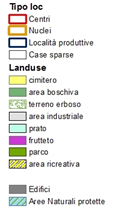 Tipo loc
Centri
Nuclei
Località produttive
Case sparse
Landuse
cimitero
area boschiva
terreno erboso
area industriale
prato
frutteto
parco
area ricreativa
Edifici
Aree Naturali protette